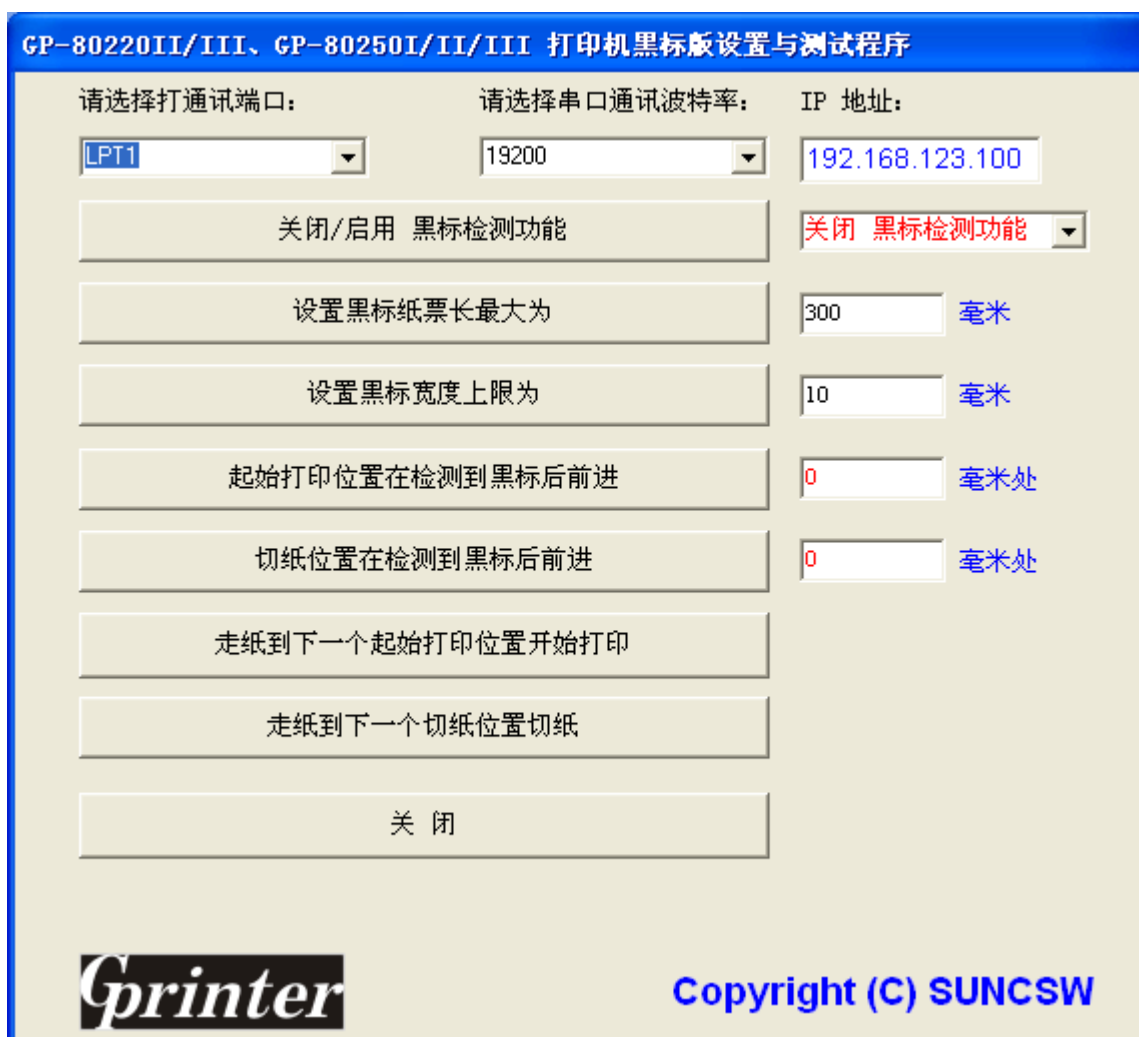 GP-80220II/III、GP-80250I/II/III 打印机黑标版设置与测试程序
请选择打通讯端口: 请选择串口通讯波特率: IP 地址:
LPT1 19200 192.168.123.100
关闭/启用 黑标检测功能 关闭 黑标检测功能
设置黑标纸票长最大为 300 毫米
设置黑标宽度上限为 10 毫米
起始打印位置在检测到黑标后前进 0 毫米处
切纸位置在检测到黑标后前进 0 毫米处
走纸到下一个起始打印位置开始打印
走纸到下一个切纸位置切纸
关 闭
Gprinter Copyright (C) SUNCSW